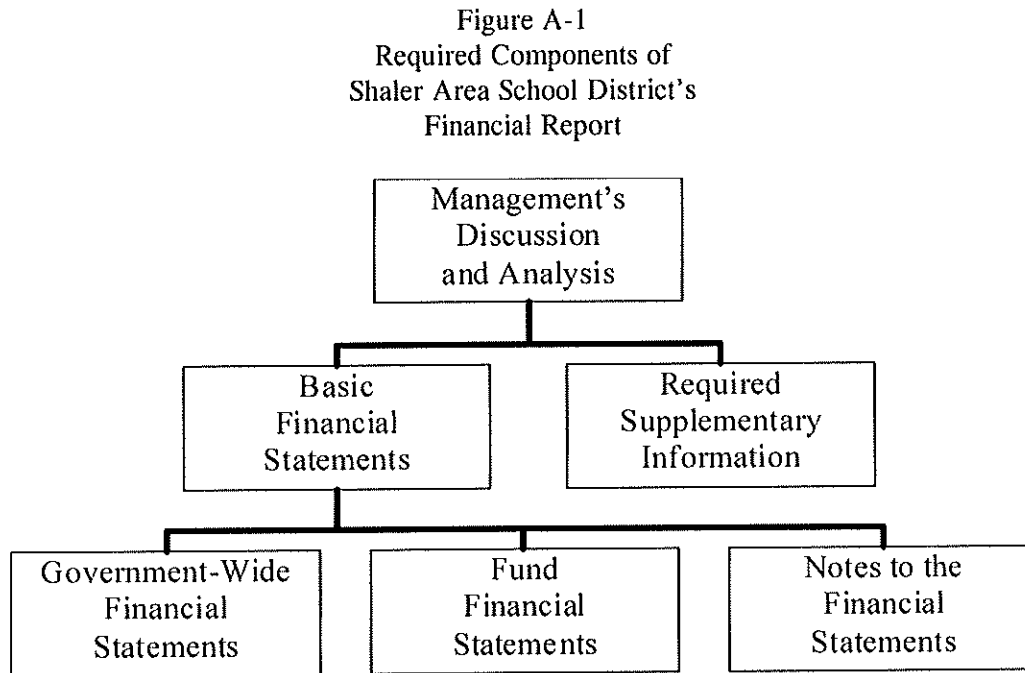 Figure A-1
Required Components of
Shaler Area School District's
Financial Report
Management's
Discussion
and Analysis
Basic
Financial
Statements
Required
Supplementary
Information
Government-Wide
Financial
Statements
Fund
Financial
Statements
Notes to the
Financial
Statements